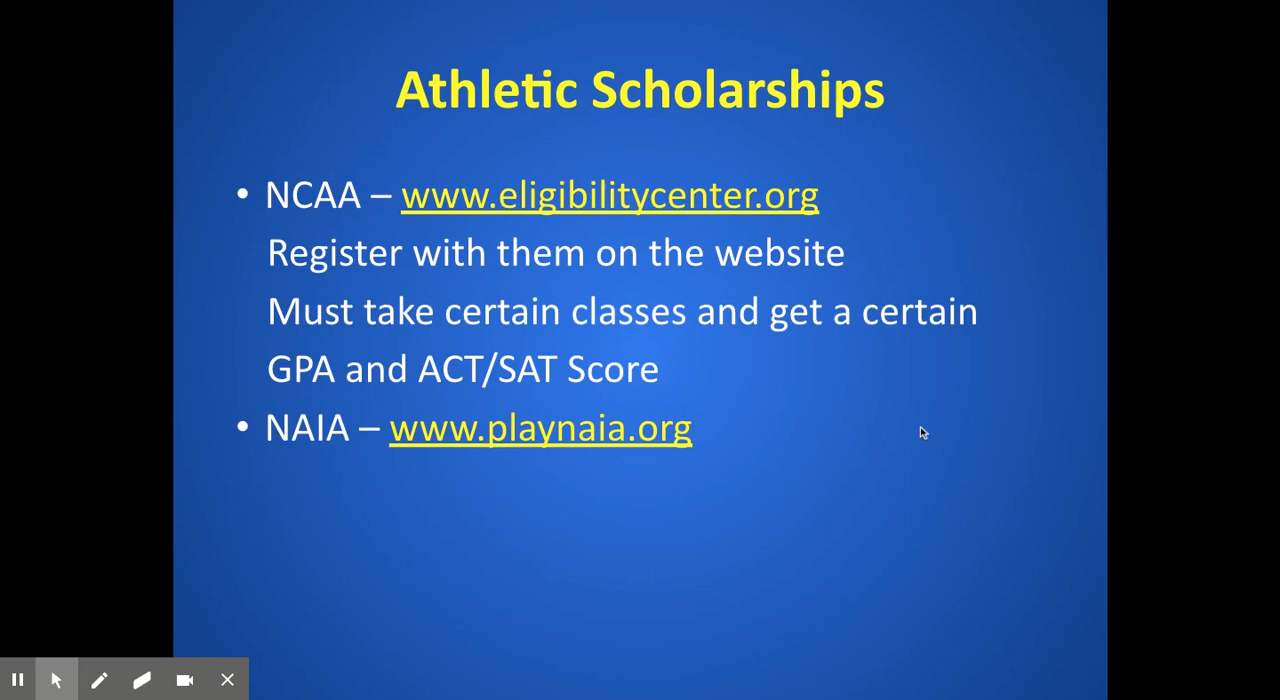 Athletic Scholarships
• NCAA – www.eligibilitycenter.org
Register with them on the website
Must take certain classes and get a certain
GPA and ACT/SAT Score
• NAIA – www.playnaia.org